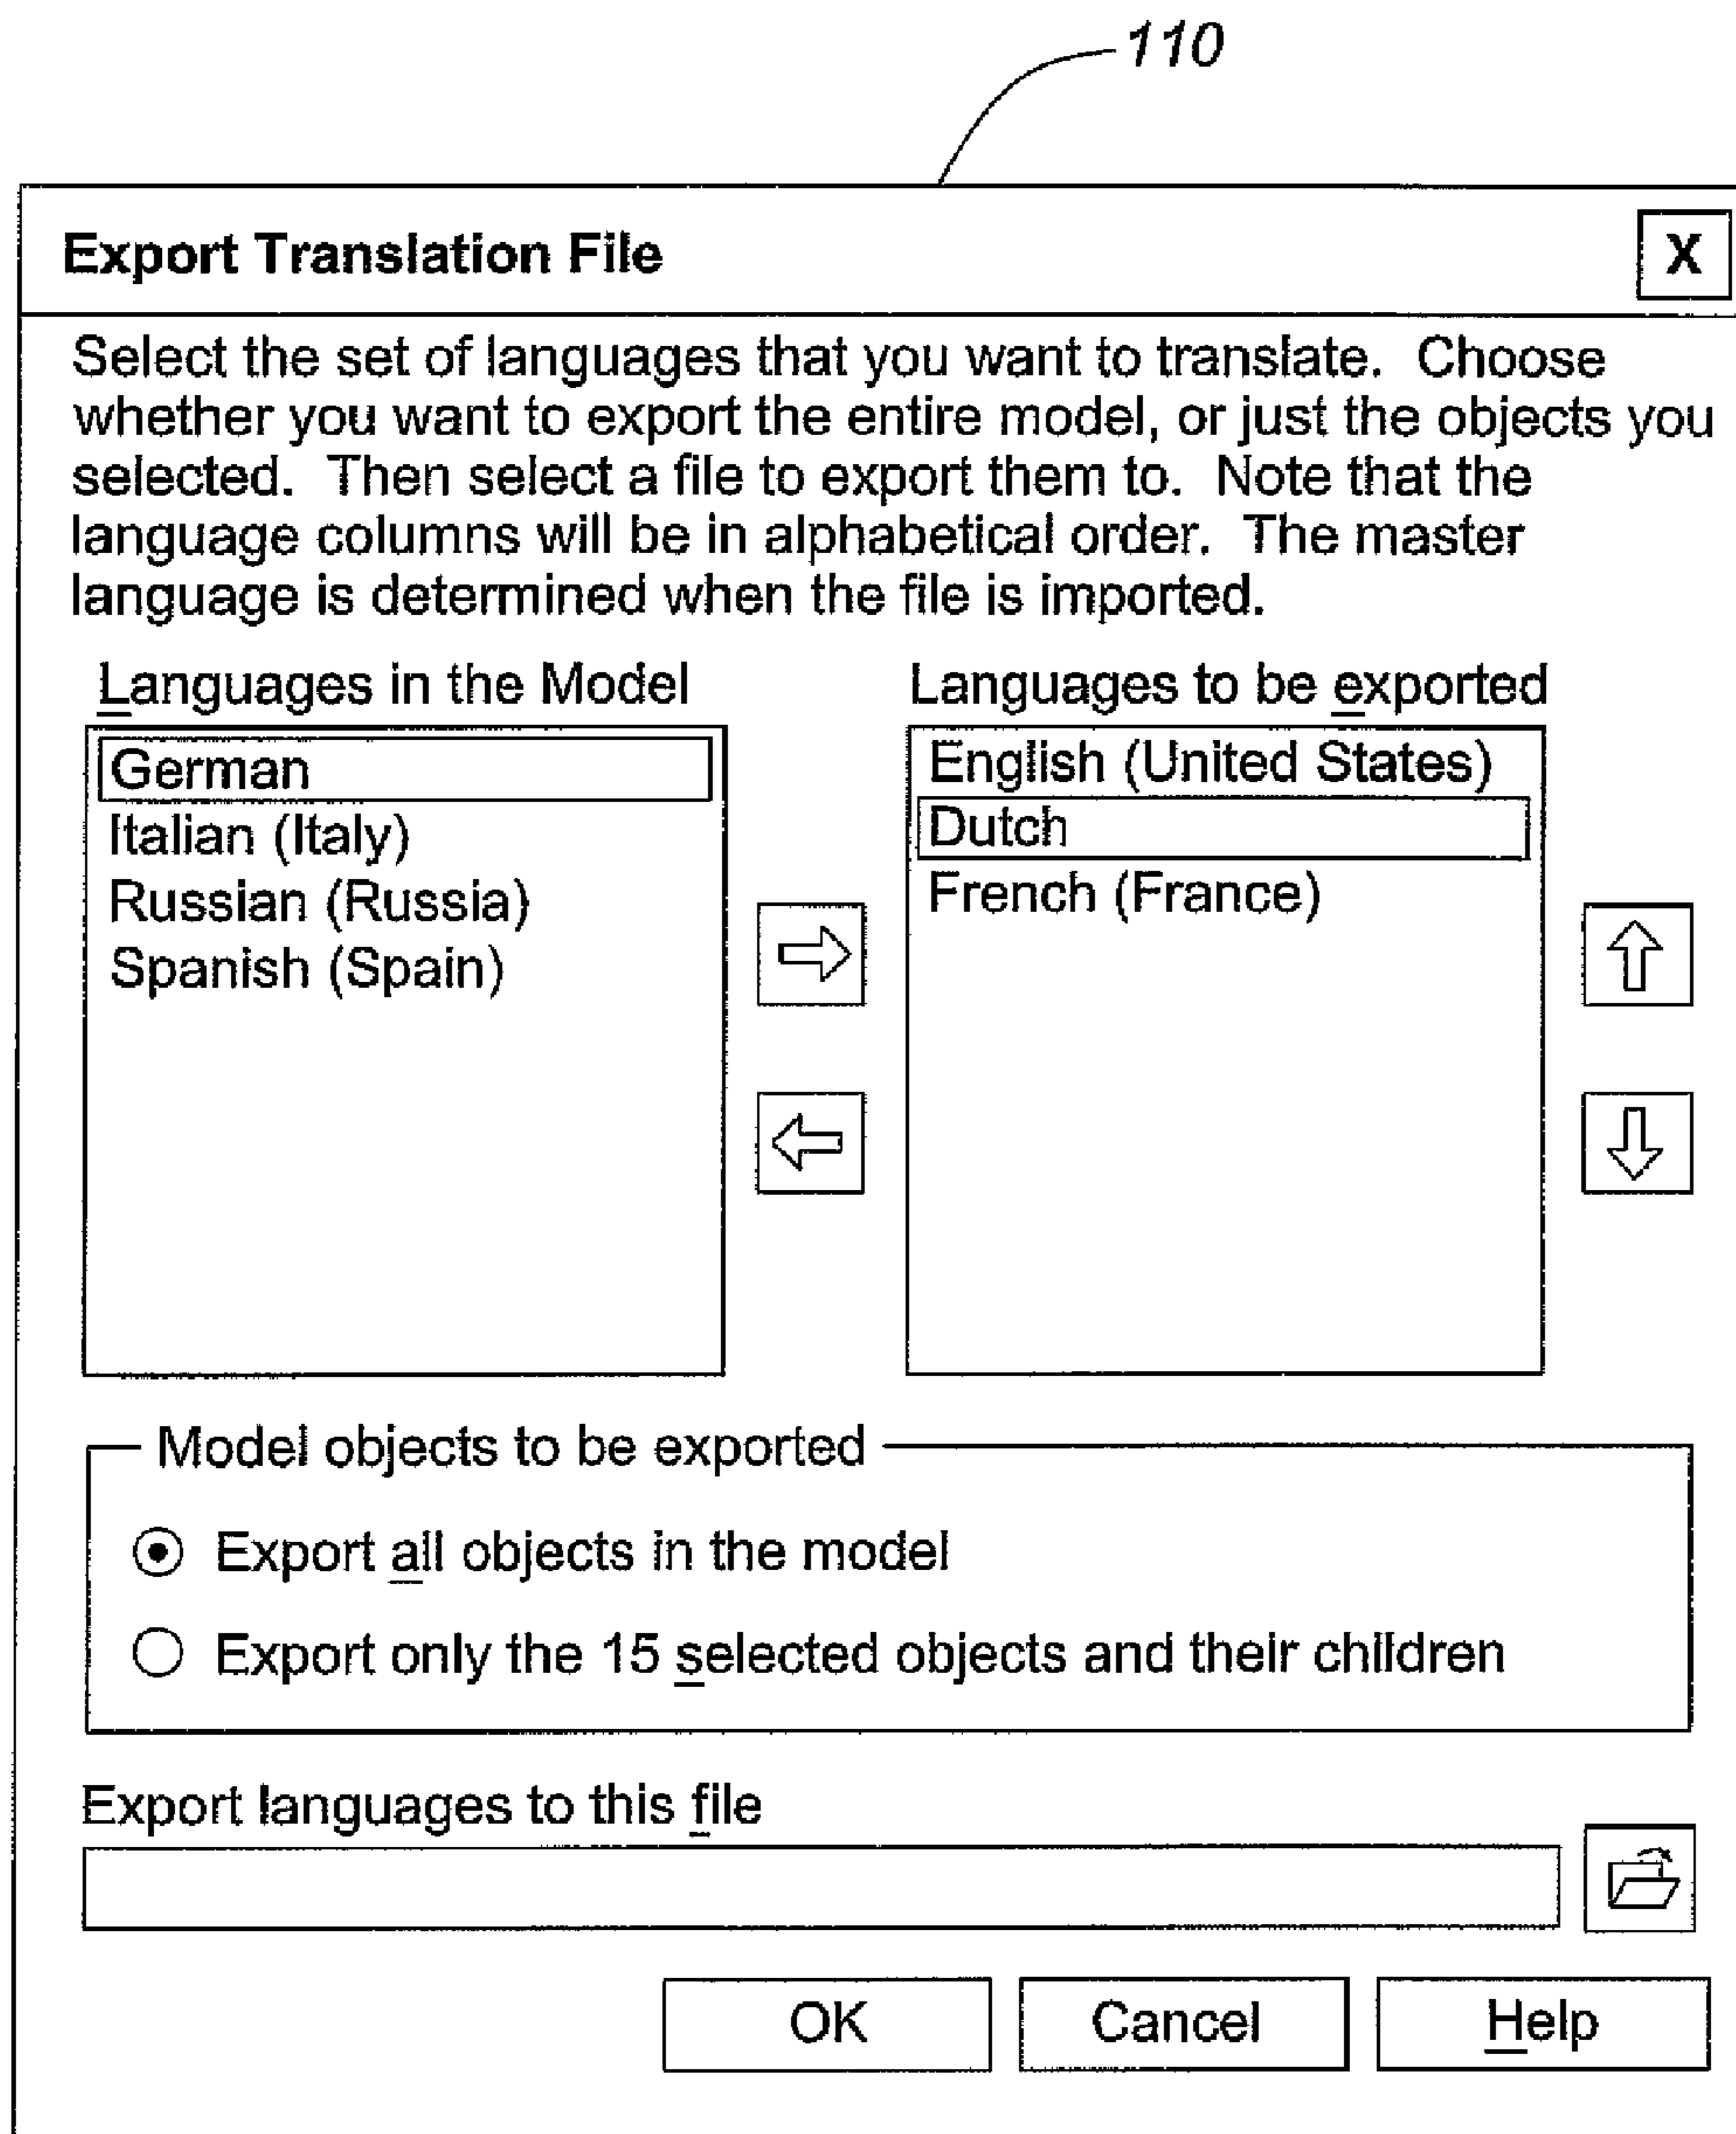 110
Export Translation File
X
Select the set of languages that you want to translate. Choose
whether you want to export the entire model, or just the objects you
selected. Then select a file to export them to. Note that the
language columns will be in alphabetical order. The master
language is determined when the file is imported.
Languages in the Model
German
Italian (Italy)
Russian (Russia)
Spanish (Spain)
Languages to be exported
English (United States)
Dutch
French (France)
Model objects to be exported
Export all objects in the model
Export only the 15 selected objects and their children
Export languages to this file
OK
Cancel
Help